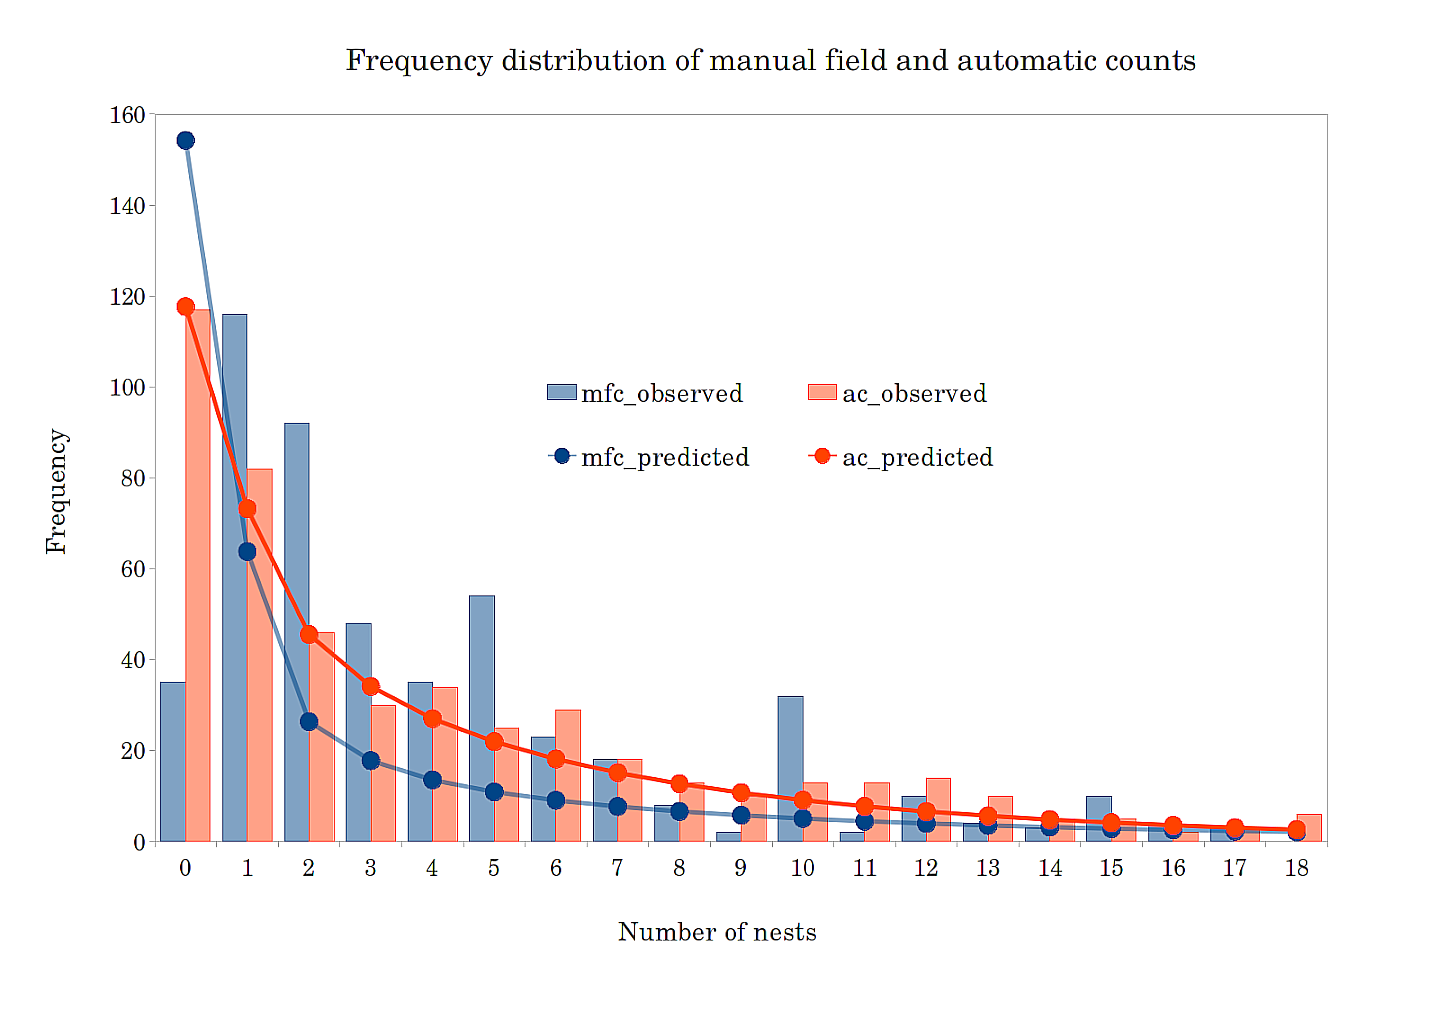 Frequency distribution of manual field and automatic counts
160
140
120
100
80
60
40
20
0
Frequency
mfc_observed ac_observed
mfc_predicted ac_predicted
0 1 2 3 4 5 6 7 8 9 10 11 12 13 14 15 16 17 18
Number of nests